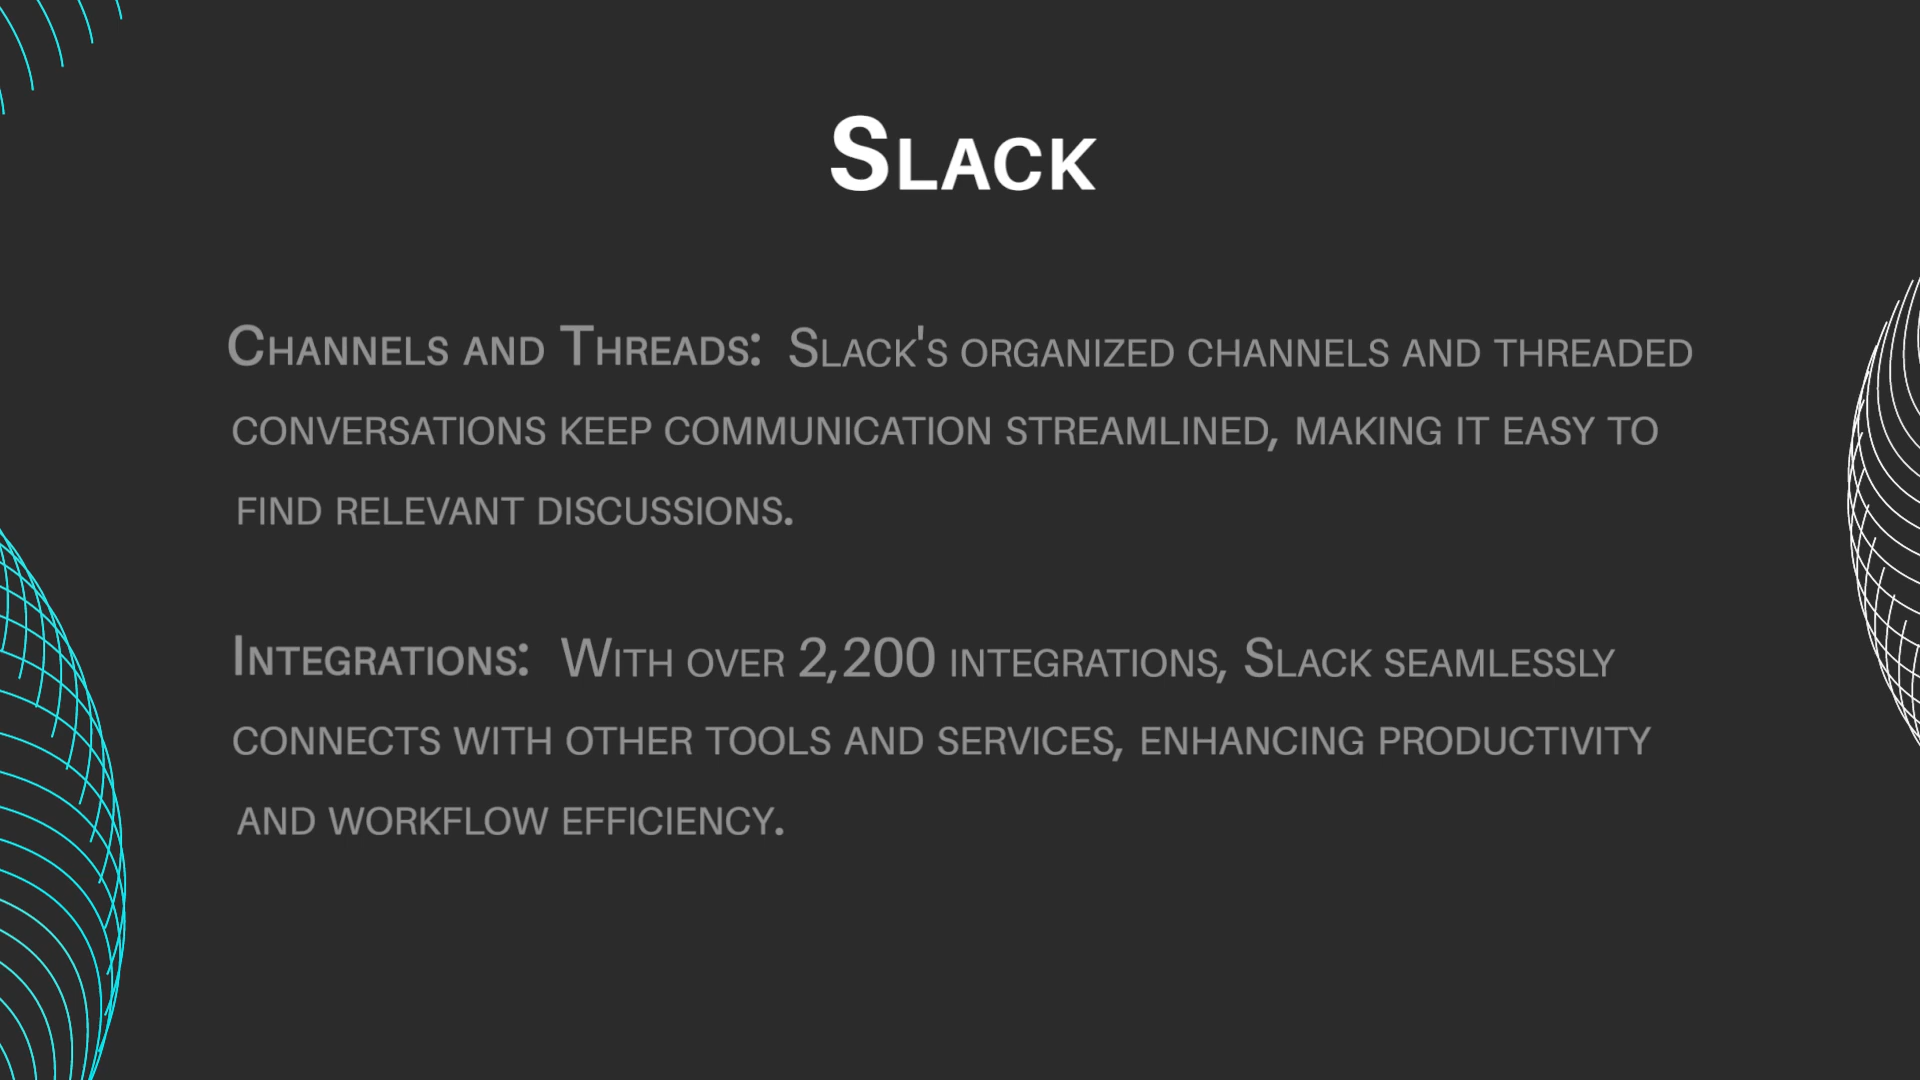 Slack
Channels and Threads: Slack's organized channels and threaded
conversations keep communication streamlined, making it easy to
find relevant discussions.
Integrations: With over 2,200 integrations, Slack seamlessly
connects with other tools and services, enhancing productivity
and workflow efficiency.